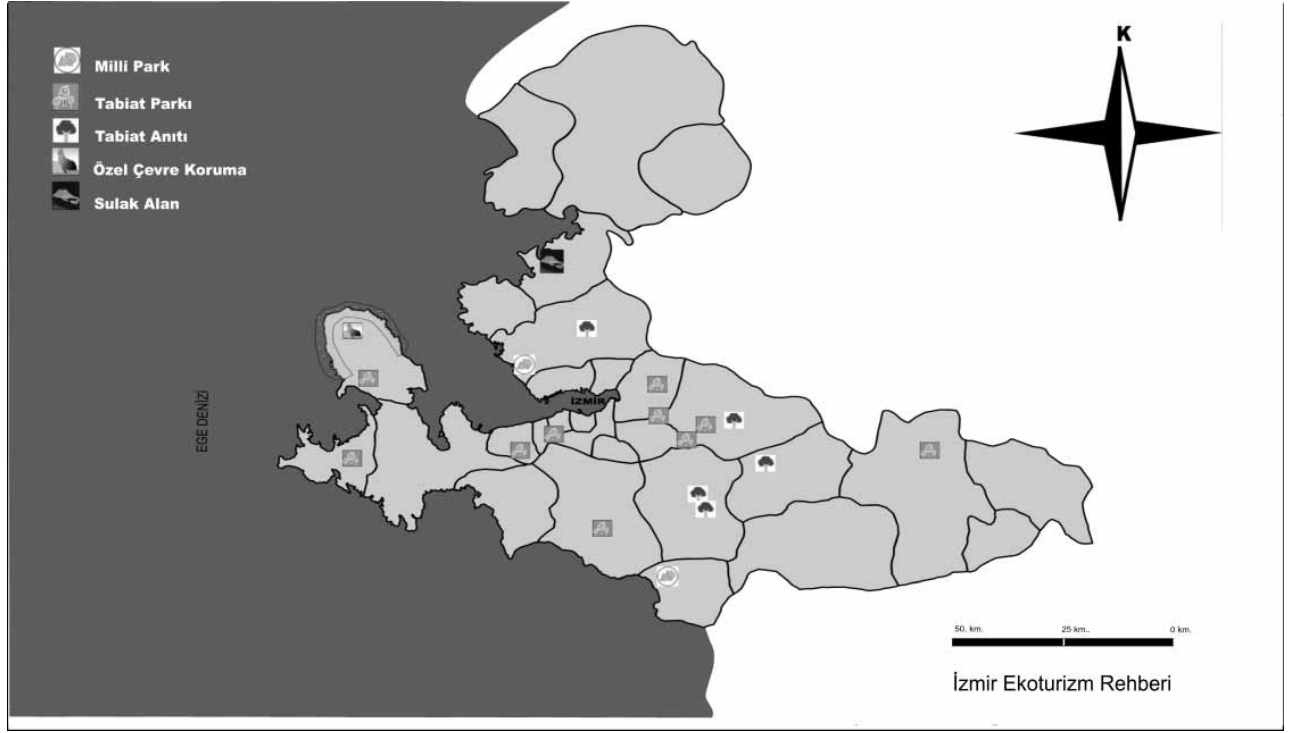 K
Milli Park
Tabiat Parkı
Tabiat Anıtı
Özel Çevre Koruma
Sulak Alan
İZMİR
EGE DENİZİ
50. km.
25 km..
0 km.
İzmir Ekoturizm Rehberi